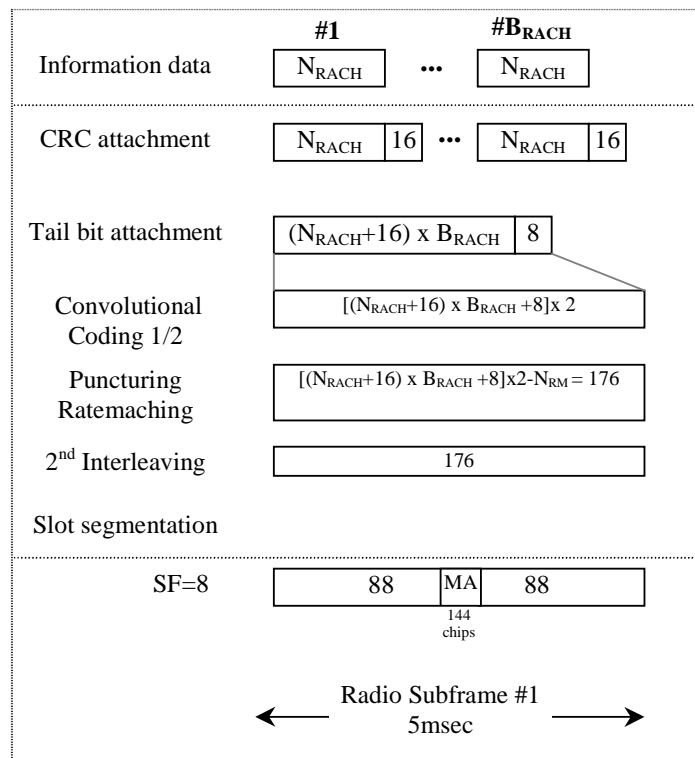 #1 #B_RACH
Information data N_RACH ... N_RACH
CRC attachment N_RACH 16 ... N_RACH 16
Tail bit attachment (N_RACH+16) x B_RACH 8
Convolutional
Coding 1/2
[(N_RACH+16) x B_RACH +8]x 2
Puncturing
Ratemaching
[(N_RACH+16) x B_RACH +8]x2-N_RM = 176
2nd Interleaving 176
Slot segmentation
SF=8 88 MA 88
144
chips
Radio Subframe #1
5msec